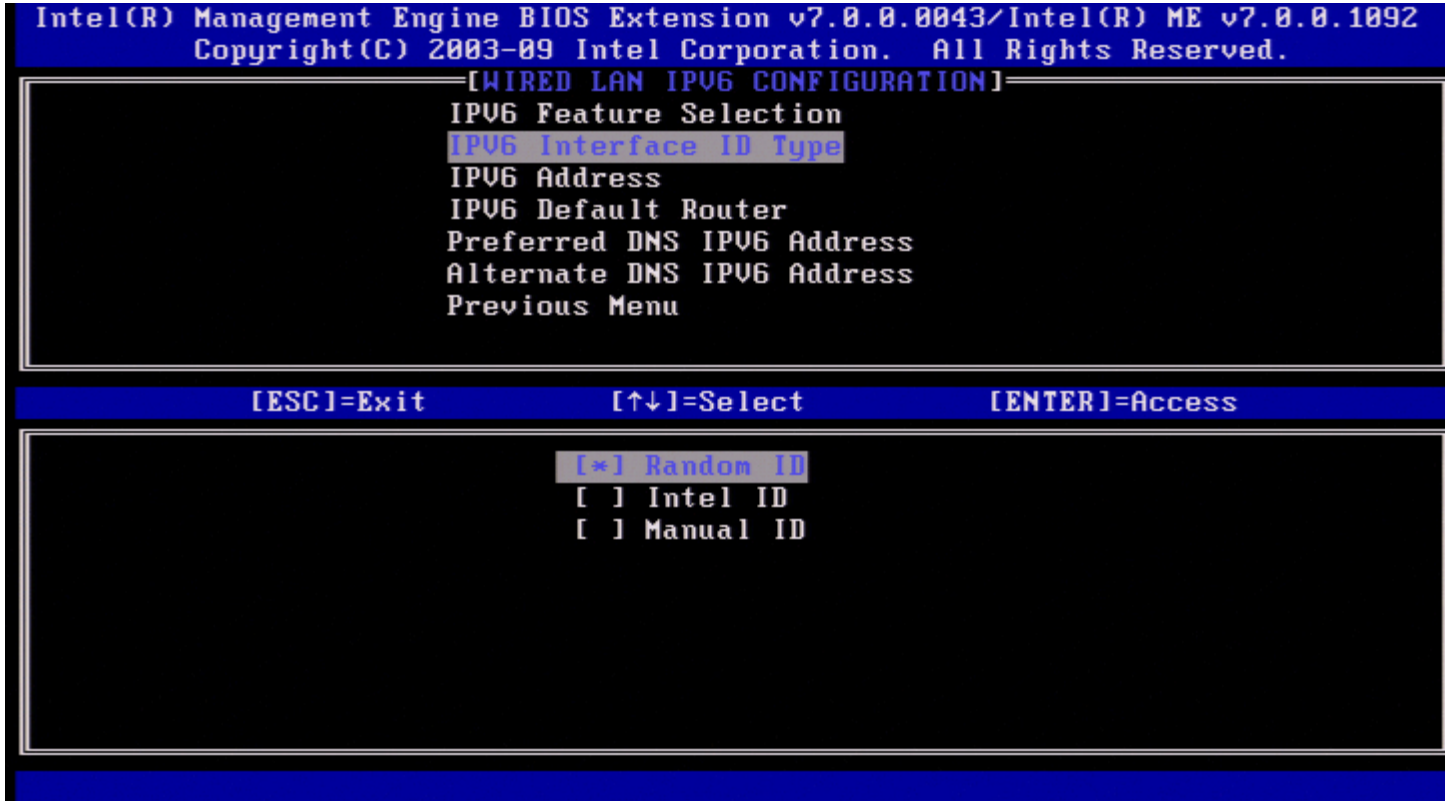 Intel(R) Management Engine BIOS Extension v7.0.0.0043/Intel(R) ME v7.0.0.1092
Copyright(C) 2003-09 Intel Corporation. All Rights Reserved.
[WIRED LAN IPV6 CONFIGURATION]
IPV6 Feature Selection
IPV6 Interface ID Type
IPV6 Address
IPV6 Default Router
Preferred DNS IPV6 Address
Alternate DNS IPV6 Address
Previous Menu
[ESC]=Exit [↑↓]=Select [ENTER]=Access
[*] Random ID
[ ] Intel ID
[ ] Manual ID